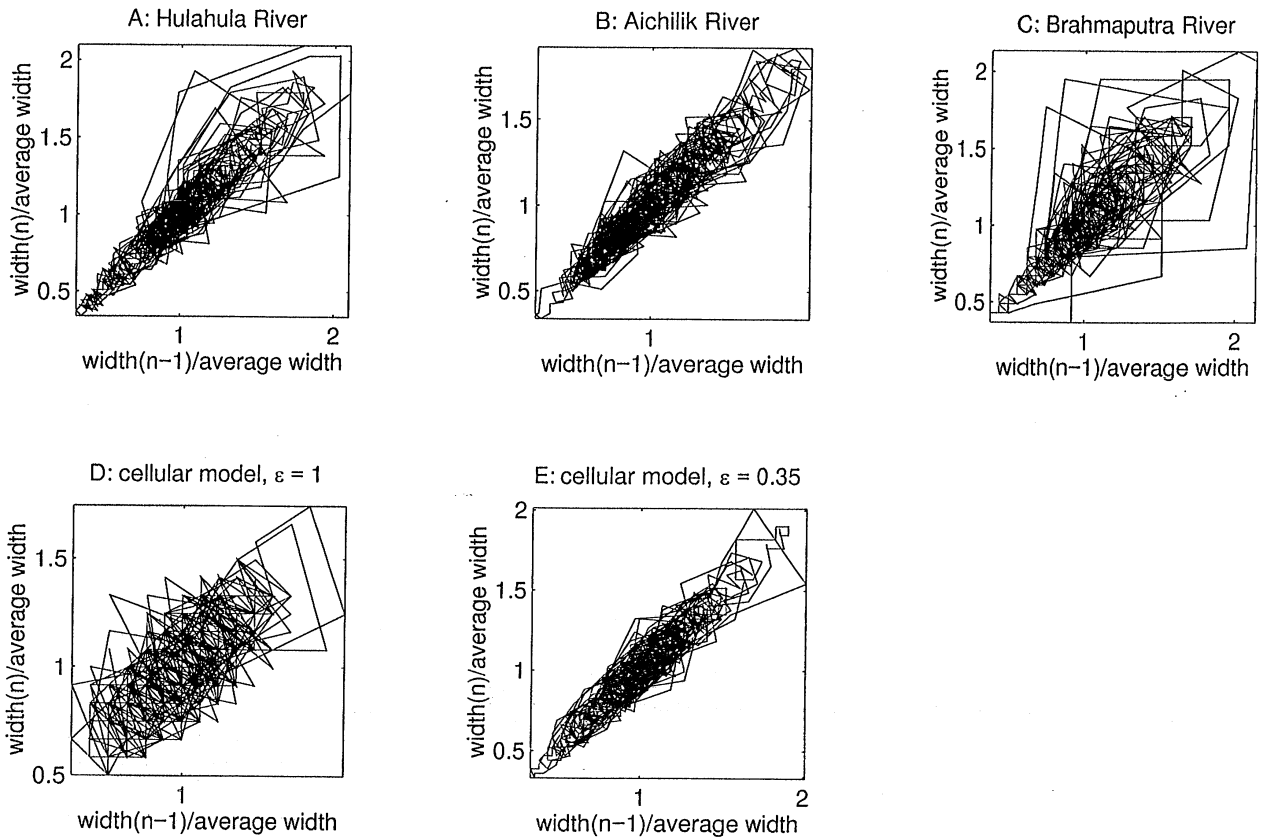 A: Hulahula River
2
1.5
1
0.5
width(n)/average width
1
2
width(n−1)/average width
B: Aichilik River
1.5
1
0.5
width(n)/average width
1
width(n−1)/average width
C: Brahmaputra River
2
1.5
1
0.5
width(n)/average width
1
2
width(n−1)/average width
D: cellular model, ε = 1
1.5
1
0.5
width(n)/average width
1
width(n−1)/average width
E: cellular model, ε = 0.35
2
1.5
1
0.5
width(n)/average width
1
2
width(n−1)/average width